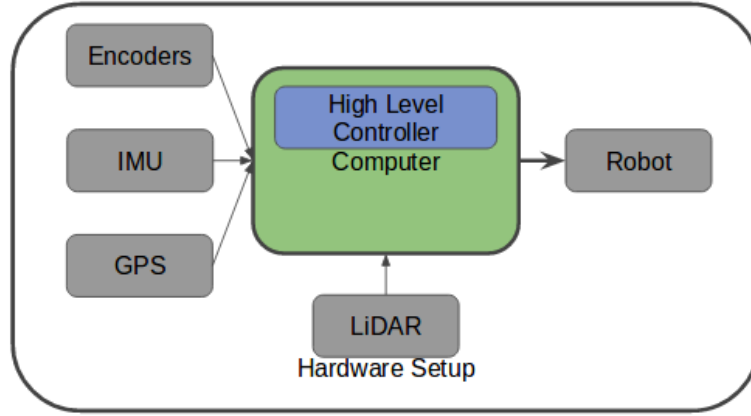 Encoders
High Level
Controller
IMU
Computer
Robot
GPS
LiDAR
Hardware Setup